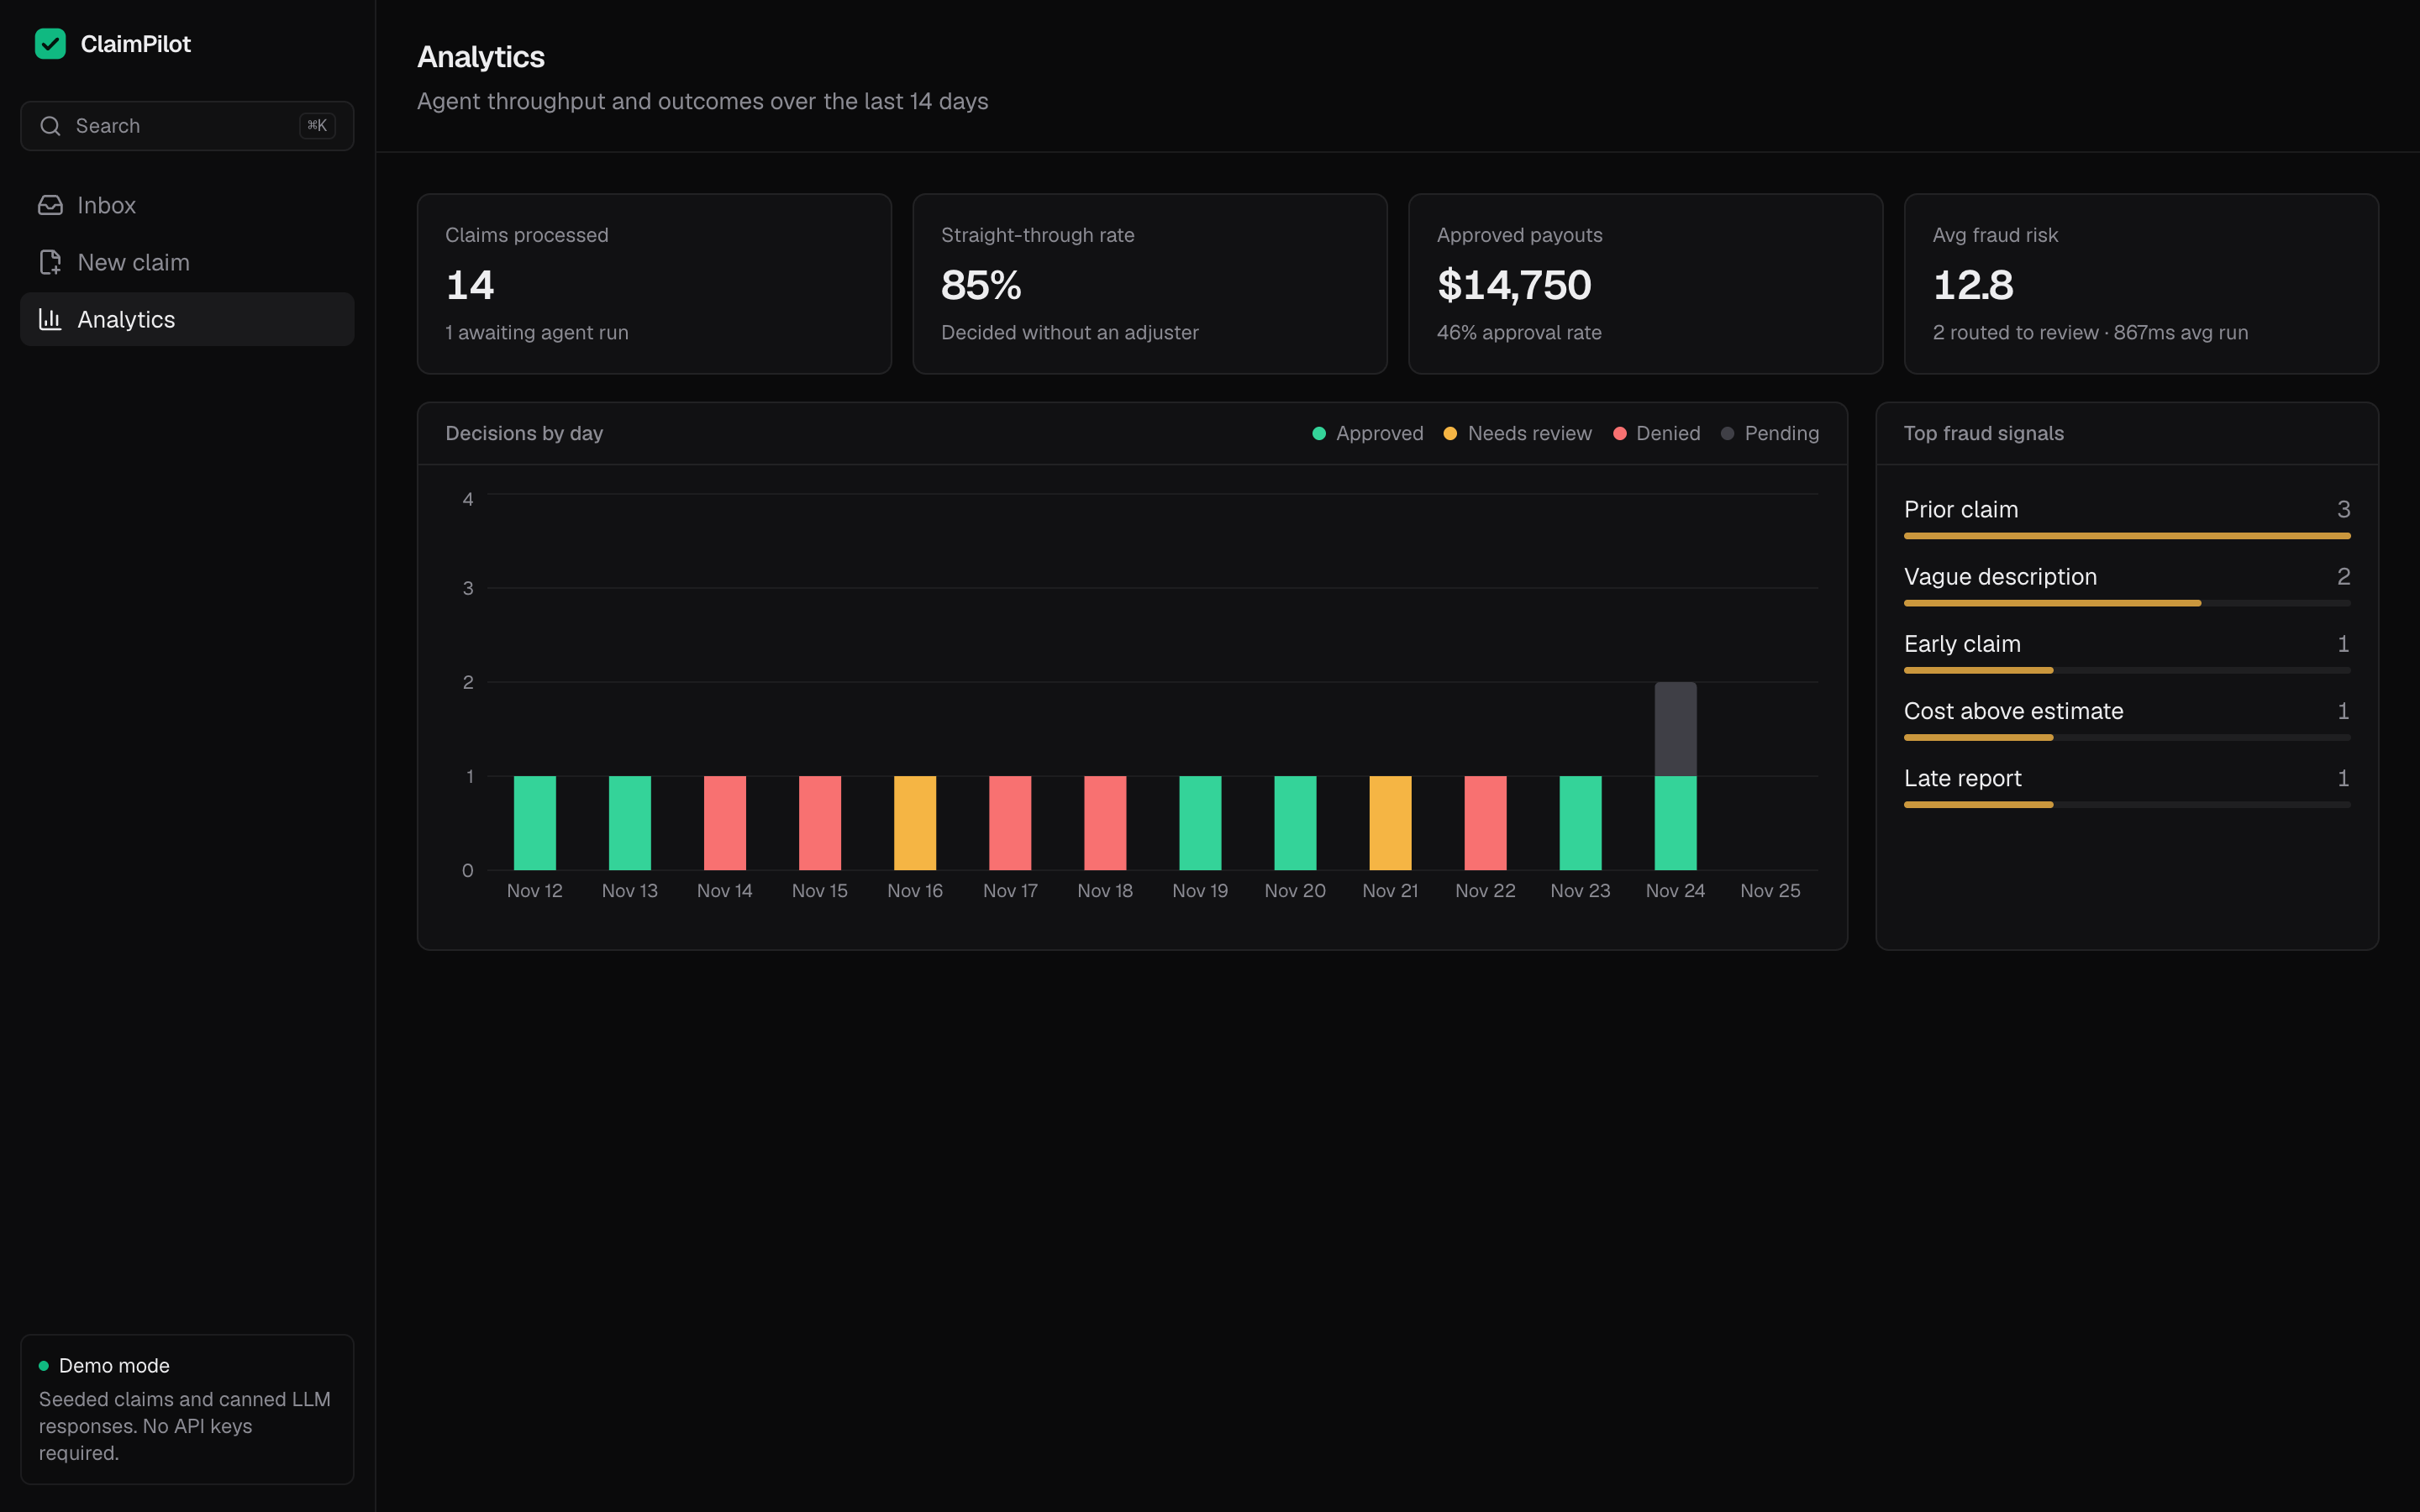 ClaimPilot
Search ⌘K
Inbox
New claim
Analytics
Demo mode
Seeded claims and canned LLM
responses. No API keys
required.
Analytics
Agent throughput and outcomes over the last 14 days
Claims processed
14
1 awaiting agent run
Straight-through rate
85%
Decided without an adjuster
Approved payouts
$14,750
46% approval rate
Avg fraud risk
12.8
2 routed to review · 867ms avg run
Decisions by day
Approved Needs review Denied Pending
4
3
2
1
0
Nov 12 Nov 13 Nov 14 Nov 15 Nov 16 Nov 17 Nov 18 Nov 19 Nov 20 Nov 21 Nov 22 Nov 23 Nov 24 Nov 25
Top fraud signals
Prior claim 3
Vague description 2
Early claim 1
Cost above estimate 1
Late report 1